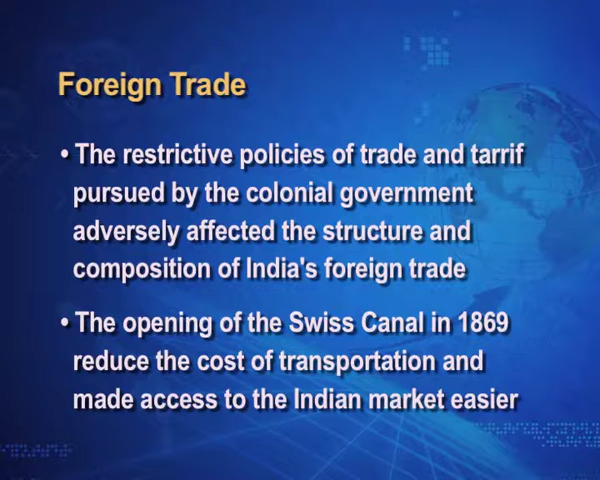 Foreign Trade
• The restrictive policies of trade and tarrif
pursued by the colonial government
adversely affected the structure and
composition of India's foreign trade
• The opening of the Swiss Canal in 1869
reduce the cost of transportation and
made access to the Indian market easier